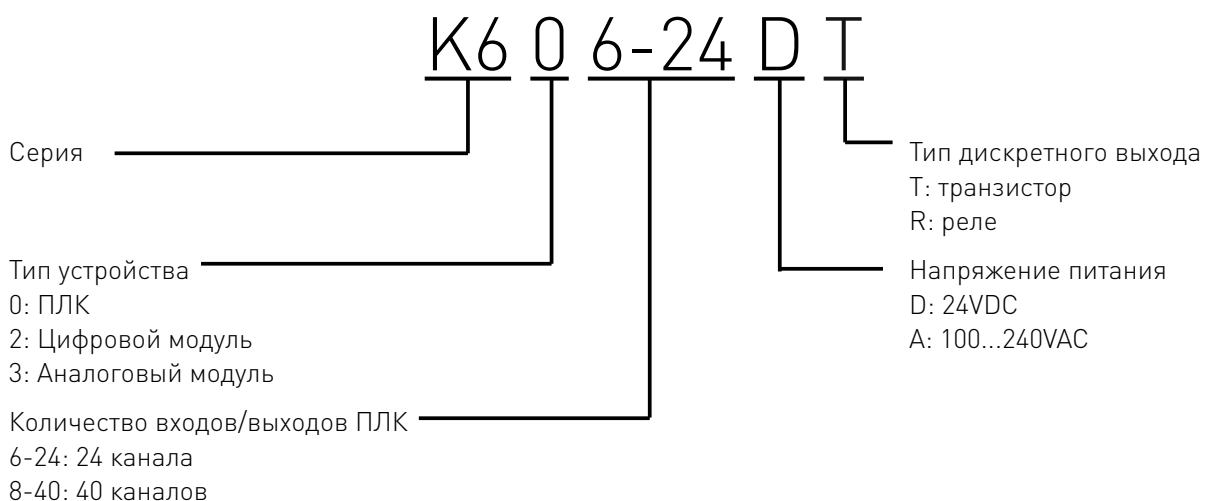 K6 0 6-24 D T
Серия
Тип устройства
0: ПЛК
2: Цифровой модуль
3: Аналоговый модуль
Количество входов/выходов ПЛК
6-24: 24 канала
8-40: 40 каналов
Тип дискретного выхода
T: транзистор
R: реле
Напряжение питания
D: 24VDC
A: 100...240VAC